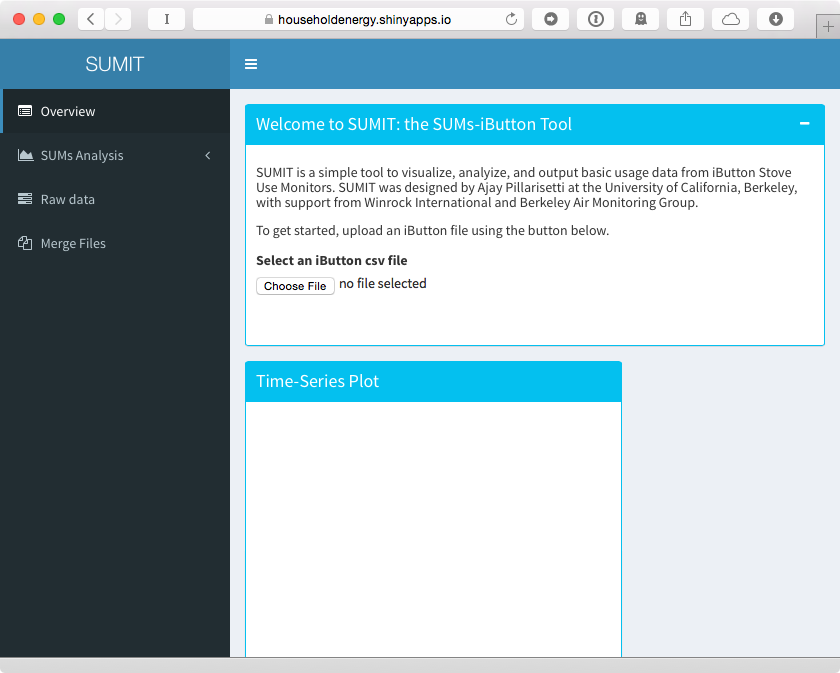 householdenergy.shinyapps.io
SUMIT
Overview
SUMs Analysis
Raw data
Merge Files
Welcome to SUMIT: the SUMs-iButton Tool
SUMIT is a simple tool to visualize, analyize, and output basic usage data from iButton Stove
Use Monitors. SUMIT was designed by Ajay Pillarisetti at the University of California, Berkeley,
with support from Winrock International and Berkeley Air Monitoring Group.
To get started, upload an iButton file using the button below.
Select an iButton csv file
Choose File no file selected
Time-Series Plot